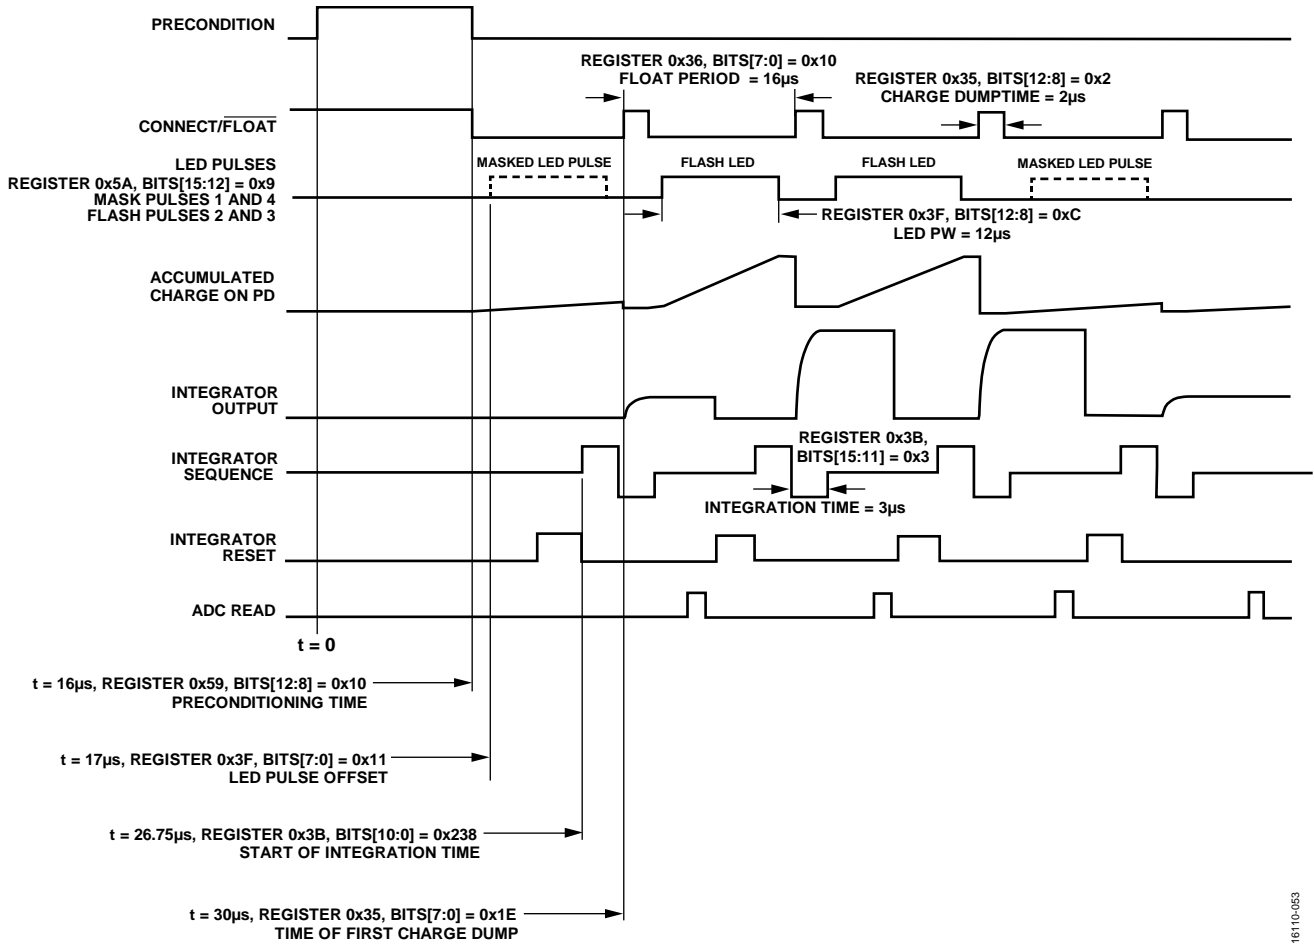 PRECONDITION
REGISTER 0x36, BITS[7:0] = 0x10
FLOAT PERIOD = 16µs
REGISTER 0x35, BITS[12:8] = 0x2
CHARGE DUMPTIME = 2µs
CONNECT/FLOAT
LED PULSES
REGISTER 0x5A, BITS[15:12] = 0x9
MASK PULSES 1 AND 4
FLASH PULSES 2 AND 3
MASKED LED PULSE
FLASH LED
FLASH LED
MASKED LED PULSE
REGISTER 0x3F, BITS[12:8] = 0xC
LED PW = 12µs
ACCUMULATED
CHARGE ON PD
INTEGRATOR
OUTPUT
REGISTER 0x3B,
BITS[15:11] = 0x3
INTEGRATOR
SEQUENCE
INTEGRATION TIME = 3µs
INTEGRATOR
RESET
ADC READ
t = 0
t = 16µs, REGISTER 0x59, BITS[12:8] = 0x10
PRECONDITIONING TIME
t = 17µs, REGISTER 0x3F, BITS[7:0] = 0x11
LED PULSE OFFSET
t = 26.75µs, REGISTER 0x3B, BITS[10:0] = 0x238
START OF INTEGRATION TIME
t = 30µs, REGISTER 0x35, BITS[7:0] = 0x1E
TIME OF FIRST CHARGE DUMP
16110-053